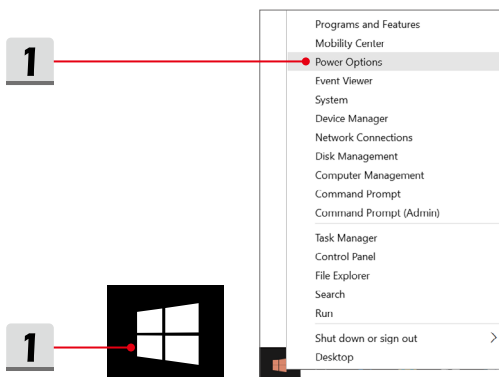 1
Programs and Features
Mobility Center
Power Options
Event Viewer
System
Device Manager
Network Connections
Disk Management
Computer Management
Command Prompt
Command Prompt (Admin)
Task Manager
Control Panel
File Explorer
Search
Run
Shut down or sign out
Desktop
1